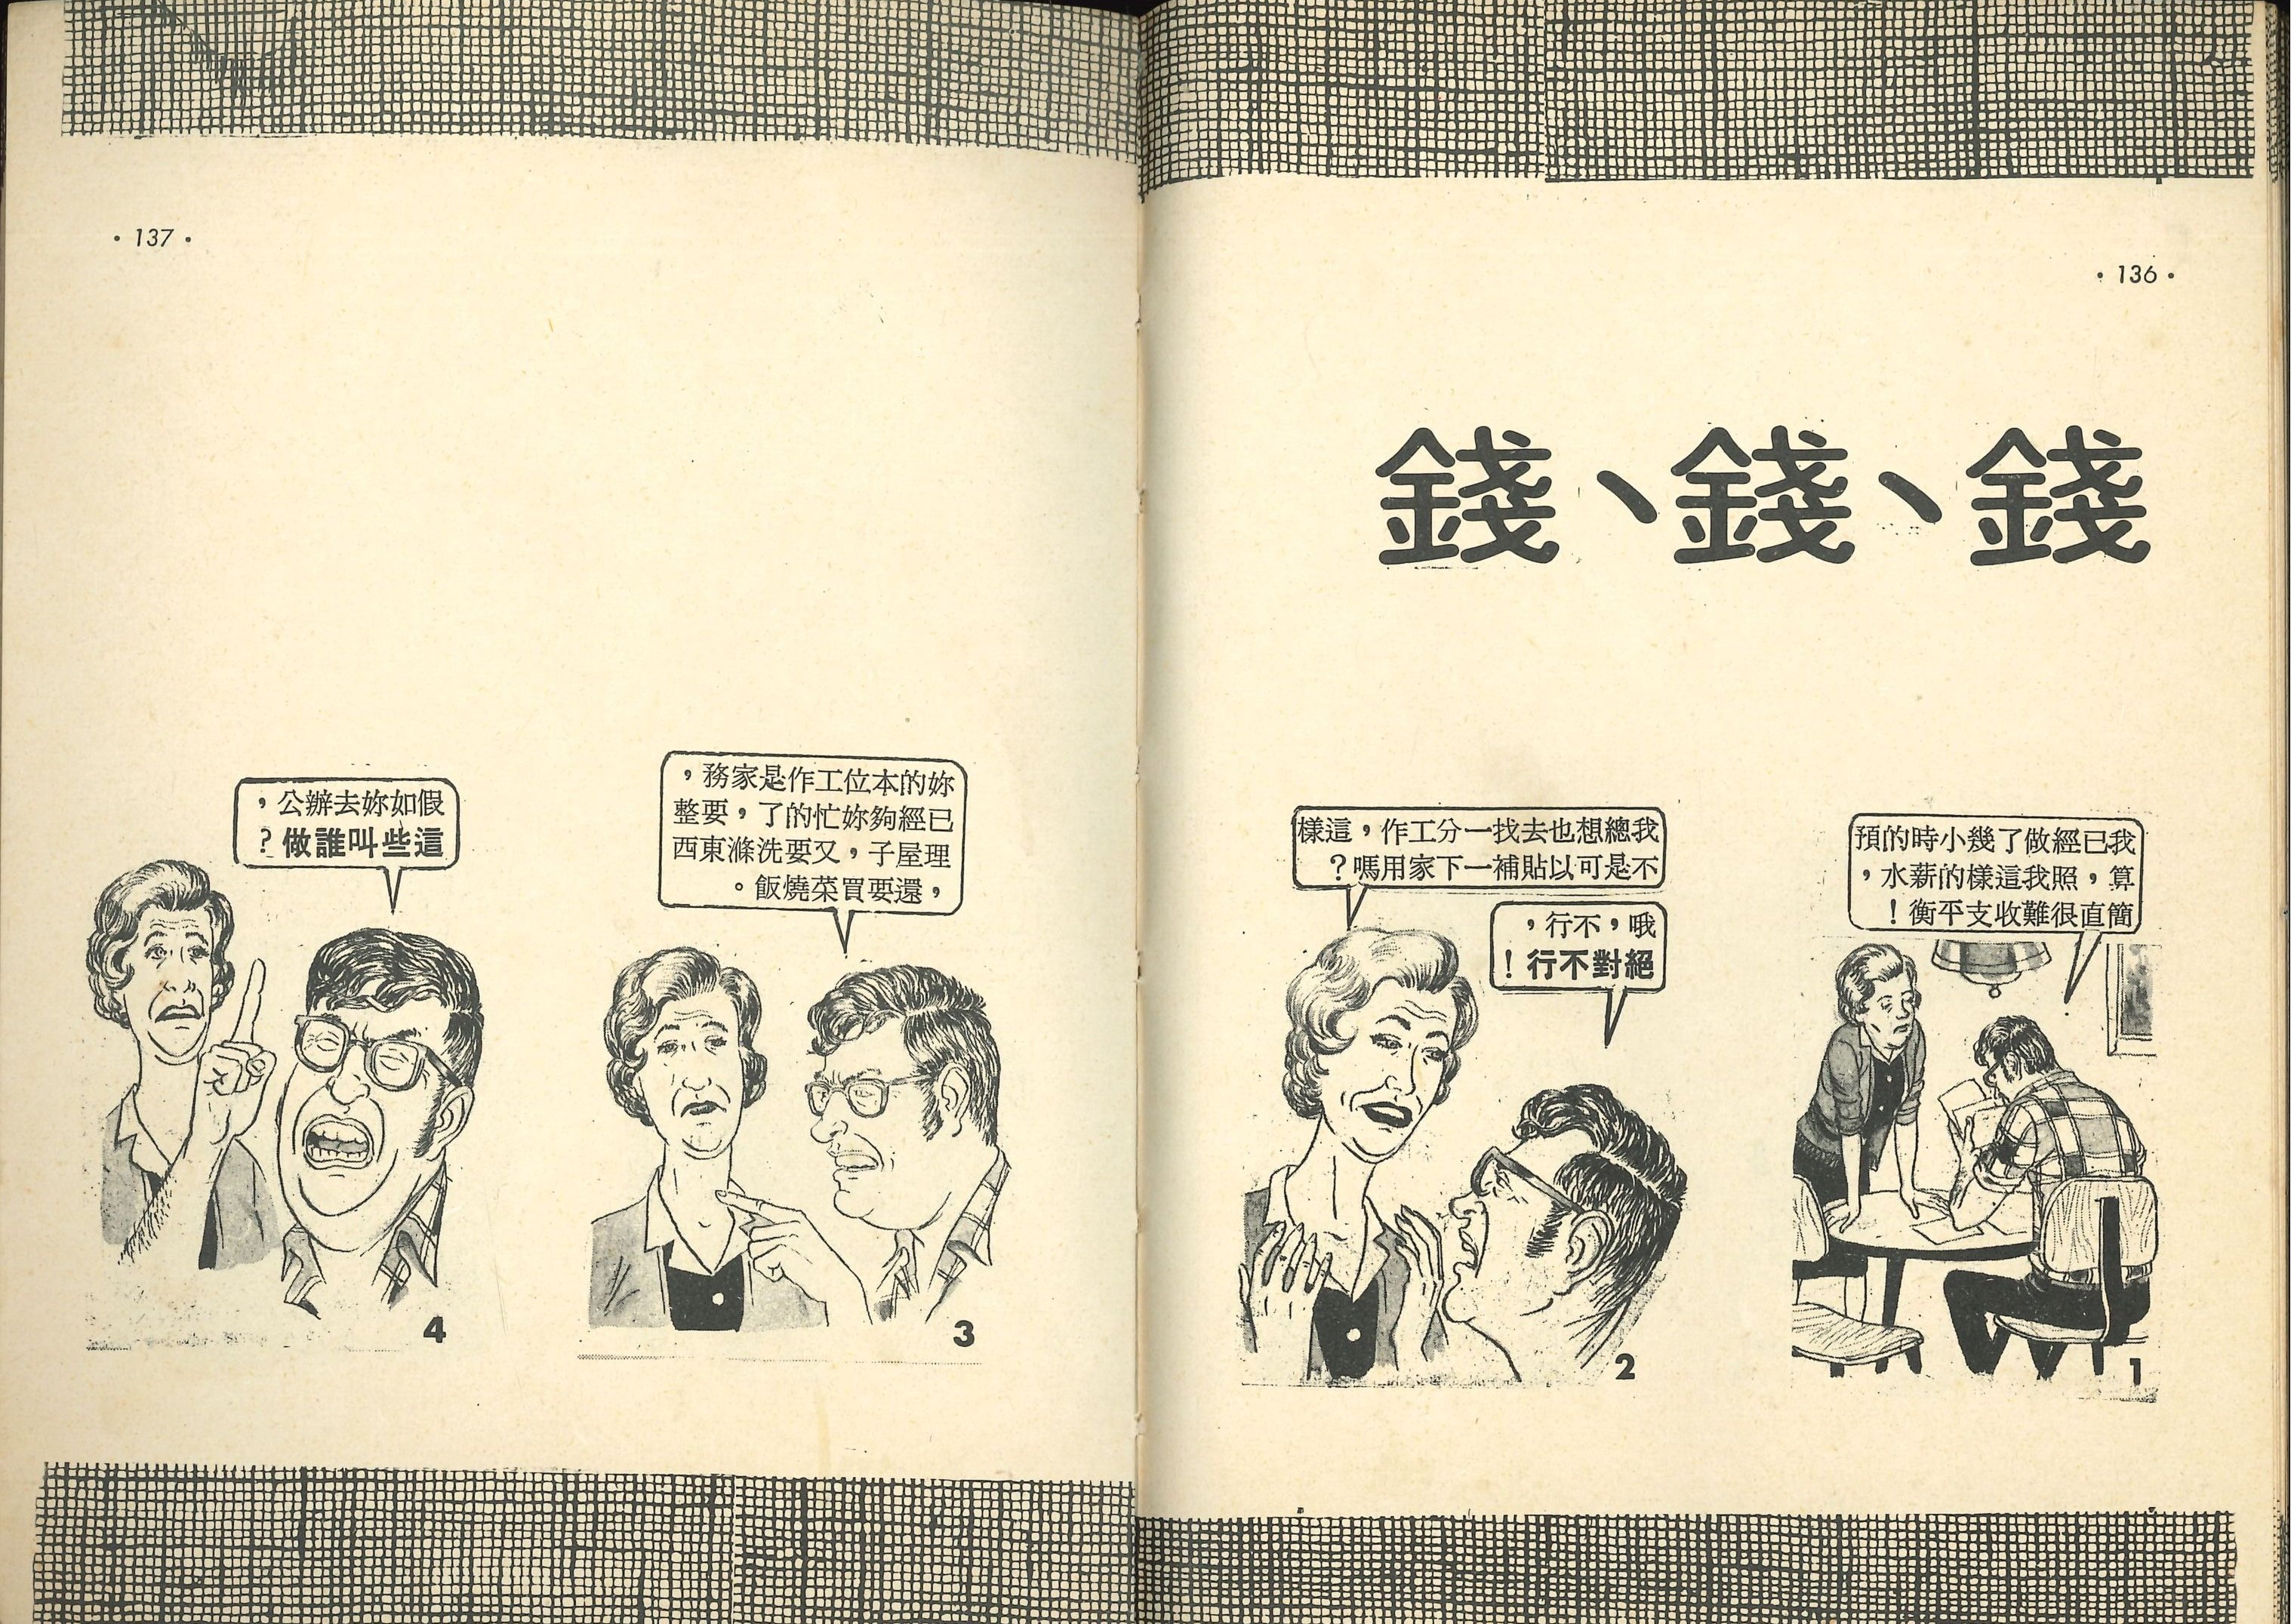 • 136 •
錢、錢、錢
我已經做了幾小時的預
算，照我這樣的薪水，
簡直很難收支平衡！
1
我總想也去找一分工作，這樣
不是可以貼補一下家用嗎？
哦，不行，
絕對不行！
2
• 137 •
妳的本位工作是家務，
已經夠妳忙的了，要整
理屋子，又要洗滌東西
，還要買菜燒飯。
3
假如妳去辦公，
這些叫誰做？
4